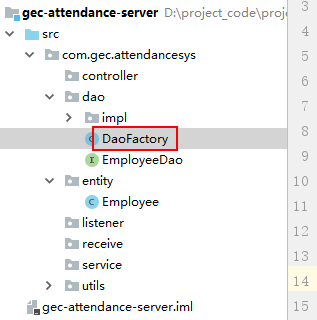 gec-attendance-server D:\project_code\proje
src
com.gec.attendancesys
controller
dao
impl
DaoFactory
EmployeeDao
entity
Employee
listener
receive
service
utils
gec-attendance-server.iml
3
4
5
6
7
8
9
10
11
12
13
14
15